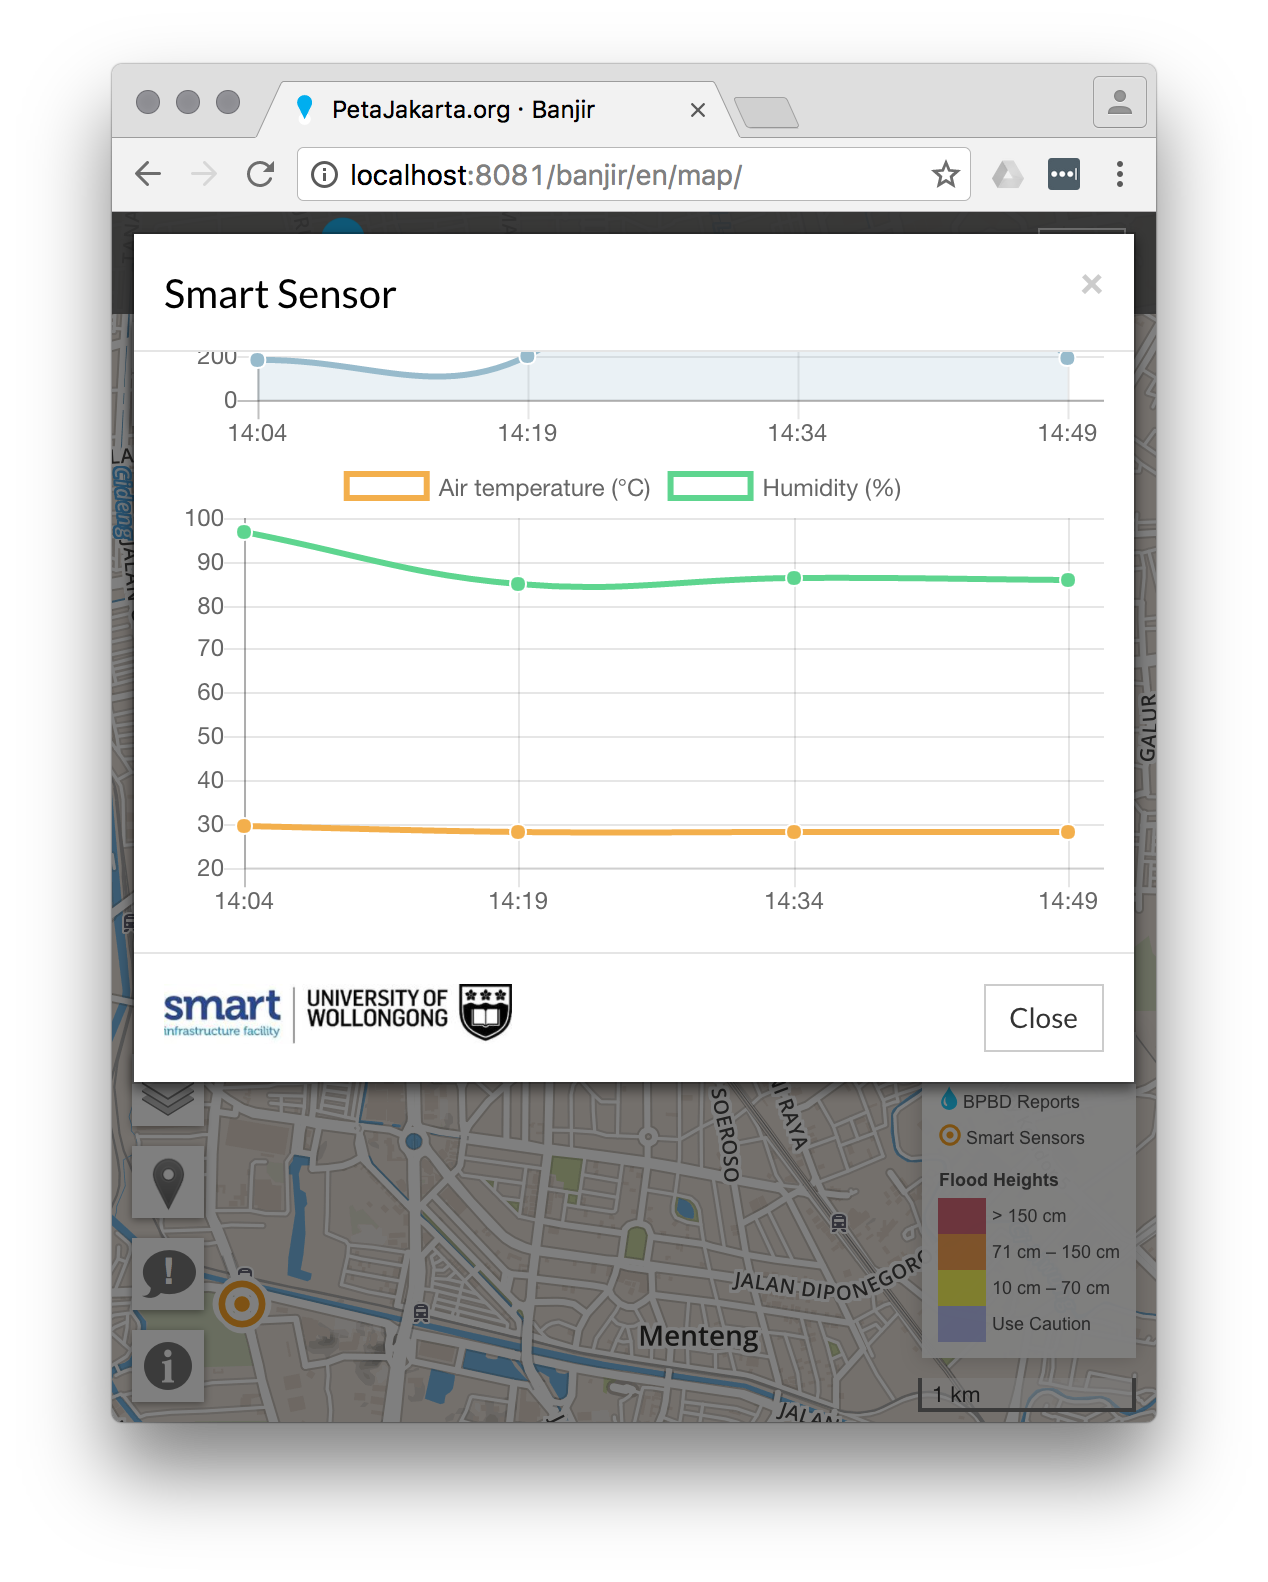 PetaJakarta.org · Banjir
localhost:8081/banjir/en/map/
Smart Sensor
×
200
0
14:04 14:19 14:34 14:49
Air temperature (°C) Humidity (%)
100
90
80
70
60
50
40
30
20
14:04 14:19 14:34 14:49
smart
infrastructure facility
UNIVERSITY OF
WOLLONGONG
Close
Gideng
GALUR
SOEROSO
NI RAYA
JALAN DIPONEGORO
Menteng
JALAN
BPBD Reports
Smart Sensors
Flood Heights
> 150 cm
71 cm – 150 cm
10 cm – 70 cm
Use Caution
1 km